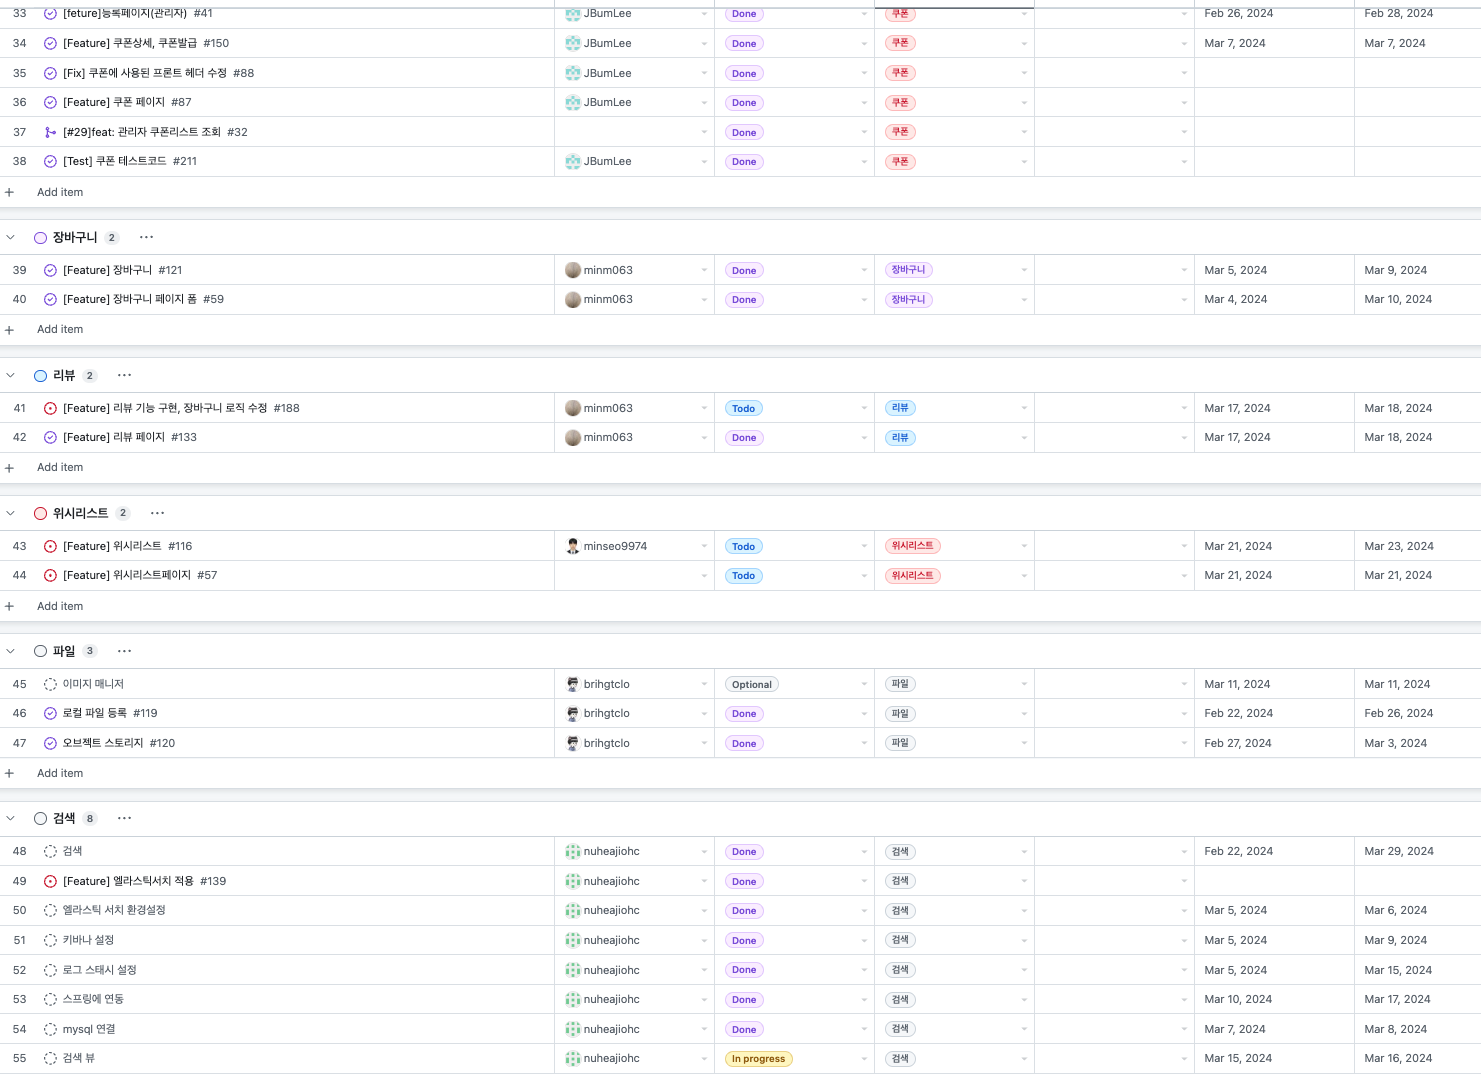 33 [feture]등록페이지(관리자) #41 JBumLee Done 쿠폰 Feb 26, 2024 Feb 28, 2024
34 [Feature] 쿠폰상세, 쿠폰발급 #150 JBumLee Done 쿠폰 Mar 7, 2024 Mar 7, 2024
35 [Fix] 쿠폰에 사용된 프론트 헤더 수정 #88 JBumLee Done 쿠폰
36 [Feature] 쿠폰 페이지 #87 JBumLee Done 쿠폰
37 [#29]feat: 관리자 쿠폰리스트 조회 #32 Done 쿠폰
38 [Test] 쿠폰 테스트코드 #211 JBumLee Done 쿠폰
+ Add item
장바구니 2 ...
39 [Feature] 장바구니 #121 minm063 Done 장바구니 Mar 5, 2024 Mar 9, 2024
40 [Feature] 장바구니 페이지 폼 #59 minm063 Done 장바구니 Mar 4, 2024 Mar 10, 2024
+ Add item
리뷰 2 ...
41 [Feature] 리뷰 기능 구현, 장바구니 로직 수정 #188 minm063 Todo 리뷰 Mar 17, 2024 Mar 18, 2024
42 [Feature] 리뷰 페이지 #133 minm063 Done 리뷰 Mar 17, 2024 Mar 18, 2024
+ Add item
위시리스트 2 ...
43 [Feature] 위시리스트 #116 minseo9974 Todo 위시리스트 Mar 21, 2024 Mar 23, 2024
44 [Feature] 위시리스트페이지 #57 Todo 위시리스트 Mar 21, 2024 Mar 21, 2024
+ Add item
파일 3 ...
45 이미지 매니저 brihgtclo Optional 파일 Mar 11, 2024 Mar 11, 2024
46 로컬 파일 등록 #119 brihgtclo Done 파일 Feb 22, 2024 Feb 26, 2024
47 오브젝트 스토리지 #120 brihgtclo Done 파일 Feb 27, 2024 Mar 3, 2024
+ Add item
검색 8 ...
48 검색 nuheajiohc Done 검색 Feb 22, 2024 Mar 29, 2024
49 [Feature] 엘라스틱서치 적용 #139 nuheajiohc Done 검색
50 엘라스틱 서치 환경설정 nuheajiohc Done 검색 Mar 5, 2024 Mar 6, 2024
51 키바나 설정 nuheajiohc Done 검색 Mar 5, 2024 Mar 9, 2024
52 로그 스태시 설정 nuheajiohc Done 검색 Mar 5, 2024 Mar 15, 2024
53 스프링에 연동 nuheajiohc Done 검색 Mar 10, 2024 Mar 17, 2024
54 mysql 연결 nuheajiohc Done 검색 Mar 7, 2024 Mar 8, 2024
55 검색 뷰 nuheajiohc In progress 검색 Mar 15, 2024 Mar 16, 2024